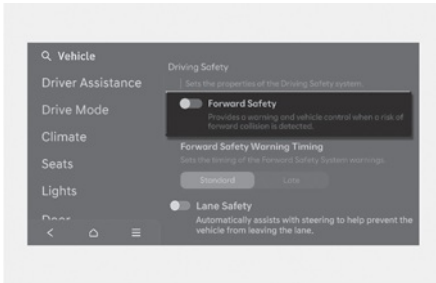 Vehicle
Driver Assistance
Drive Mode
Climate
Seats
Lights
Door
Driving Safety
Sets the properties of the Driving Safety system.
Forward Safety
Provides a warning and vehicle control when a risk of
forward collision is detected.
Forward Safety Warning Timing
Sets the timing of the Forward Safety System warnings.
Standard
Late
Lane Safety
Automatically assists with steering to help prevent the
vehicle from leaving the lane.